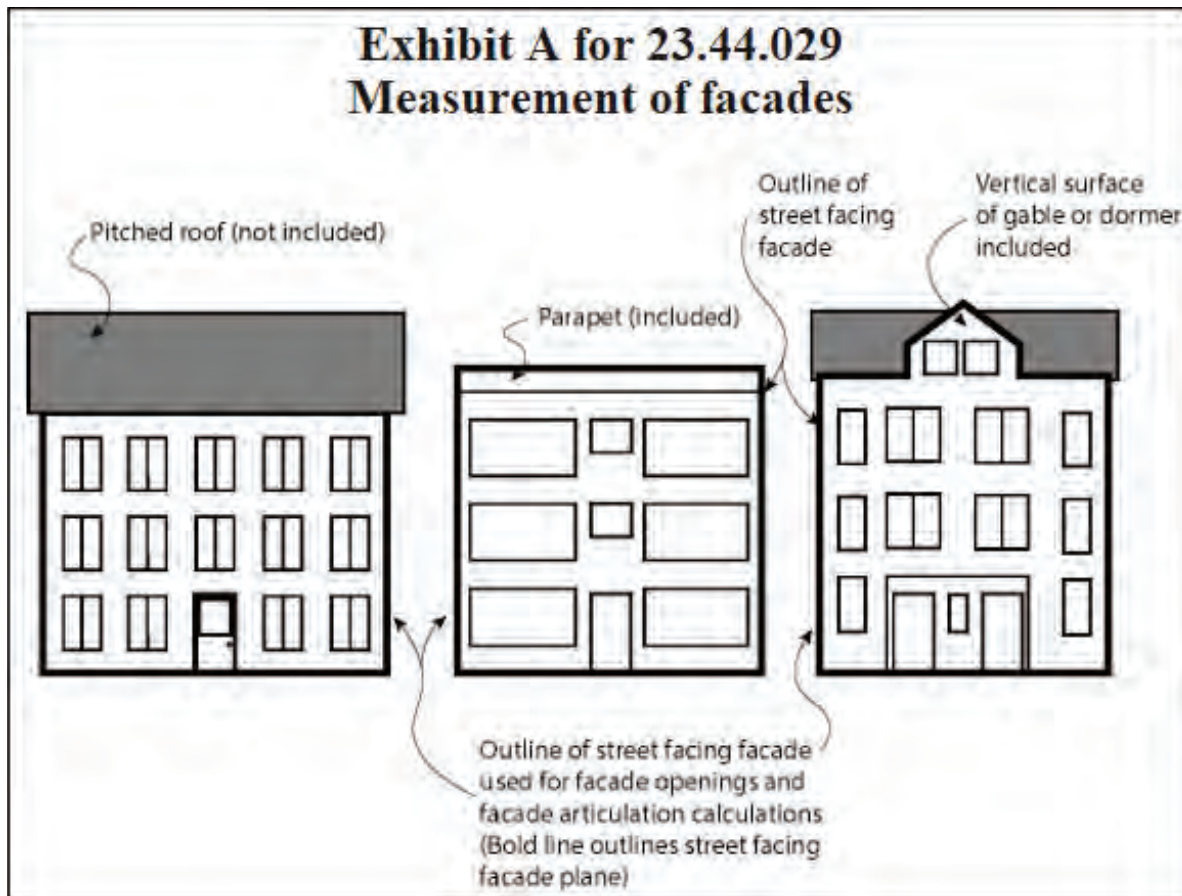 Exhibit A for 23.44.029
Measurement of facades
Pitched roof (not included)
Parapet (included)
Outline of
street facing
facade
Vertical surface
of gable or dormer
included
Outline of street facing facade
used for facade openings and
facade articulation calculations
(Bold line outlines street facing
facade plane)